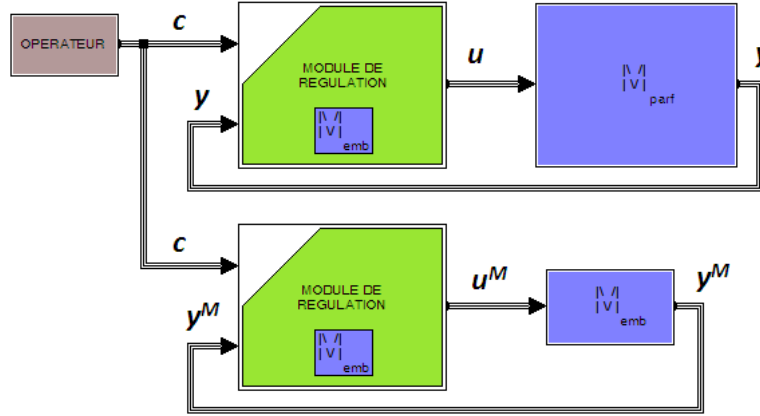 OPERATEUR
c
y
MODULE DE
REGULATION
|\ /|
| V |
emb
u
|\ /|
| V |
parf
y
c
y^M
MODULE DE
REGULATION
|\ /|
| V |
emb
u^M
|\ /|
| V |
emb
y^M